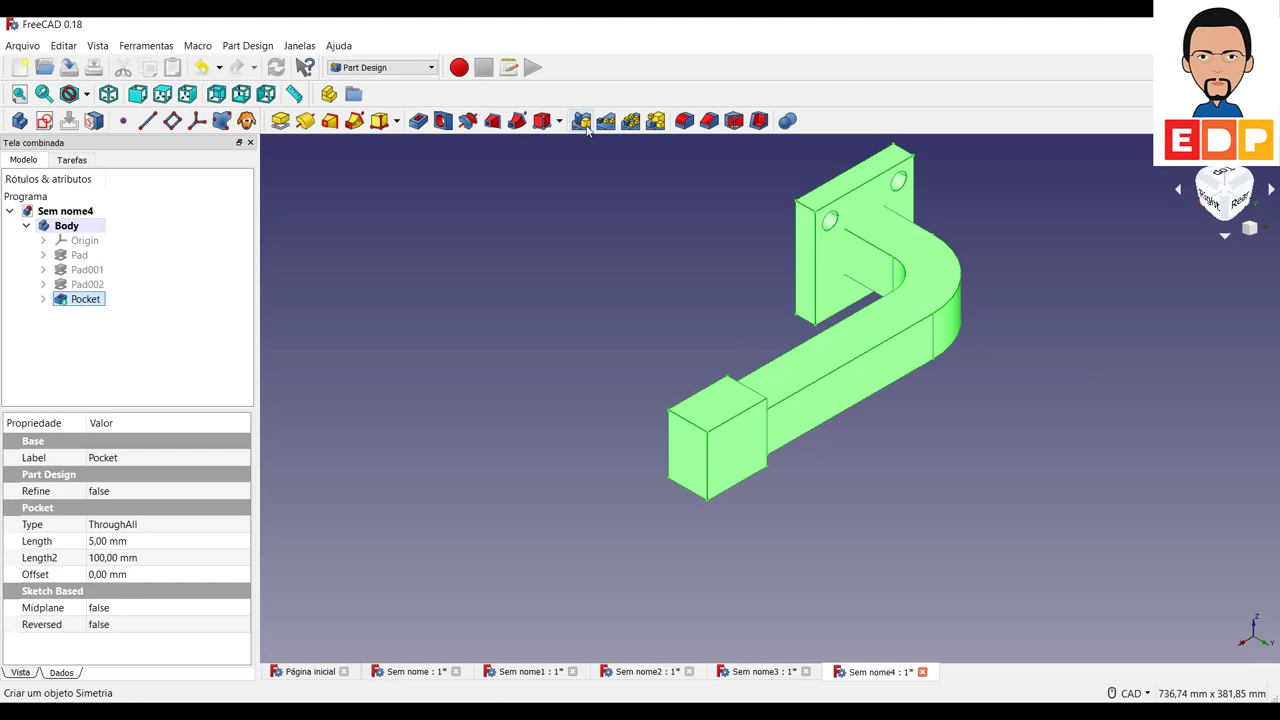 FreeCAD 0.18
Arquivo Editar Vista Ferramentas Macro Part Design Janelas Ajuda
Part Design
EDP
Tela combinada
Modelo Tarefas
Rótulos & atributos
Programa
Sem nome4
Body
Origin
Pad
Pad001
Pad002
Pocket
Top
Right Rear
Propriedade Valor
Base
Label Pocket
Part Design
Refine false
Pocket
Type ThroughAll
Length 5,00 mm
Length2 100,00 mm
Offset 0,00 mm
Sketch Based
Midplane false
Reversed false
Z
X Y
Vista Dados
Página inicial Sem nome : 1* Sem nome1 : 1* Sem nome2 : 1* Sem nome3 : 1* Sem nome4 : 1*
Criar um objeto Simetria
CAD 736,74 mm x 381,85 mm